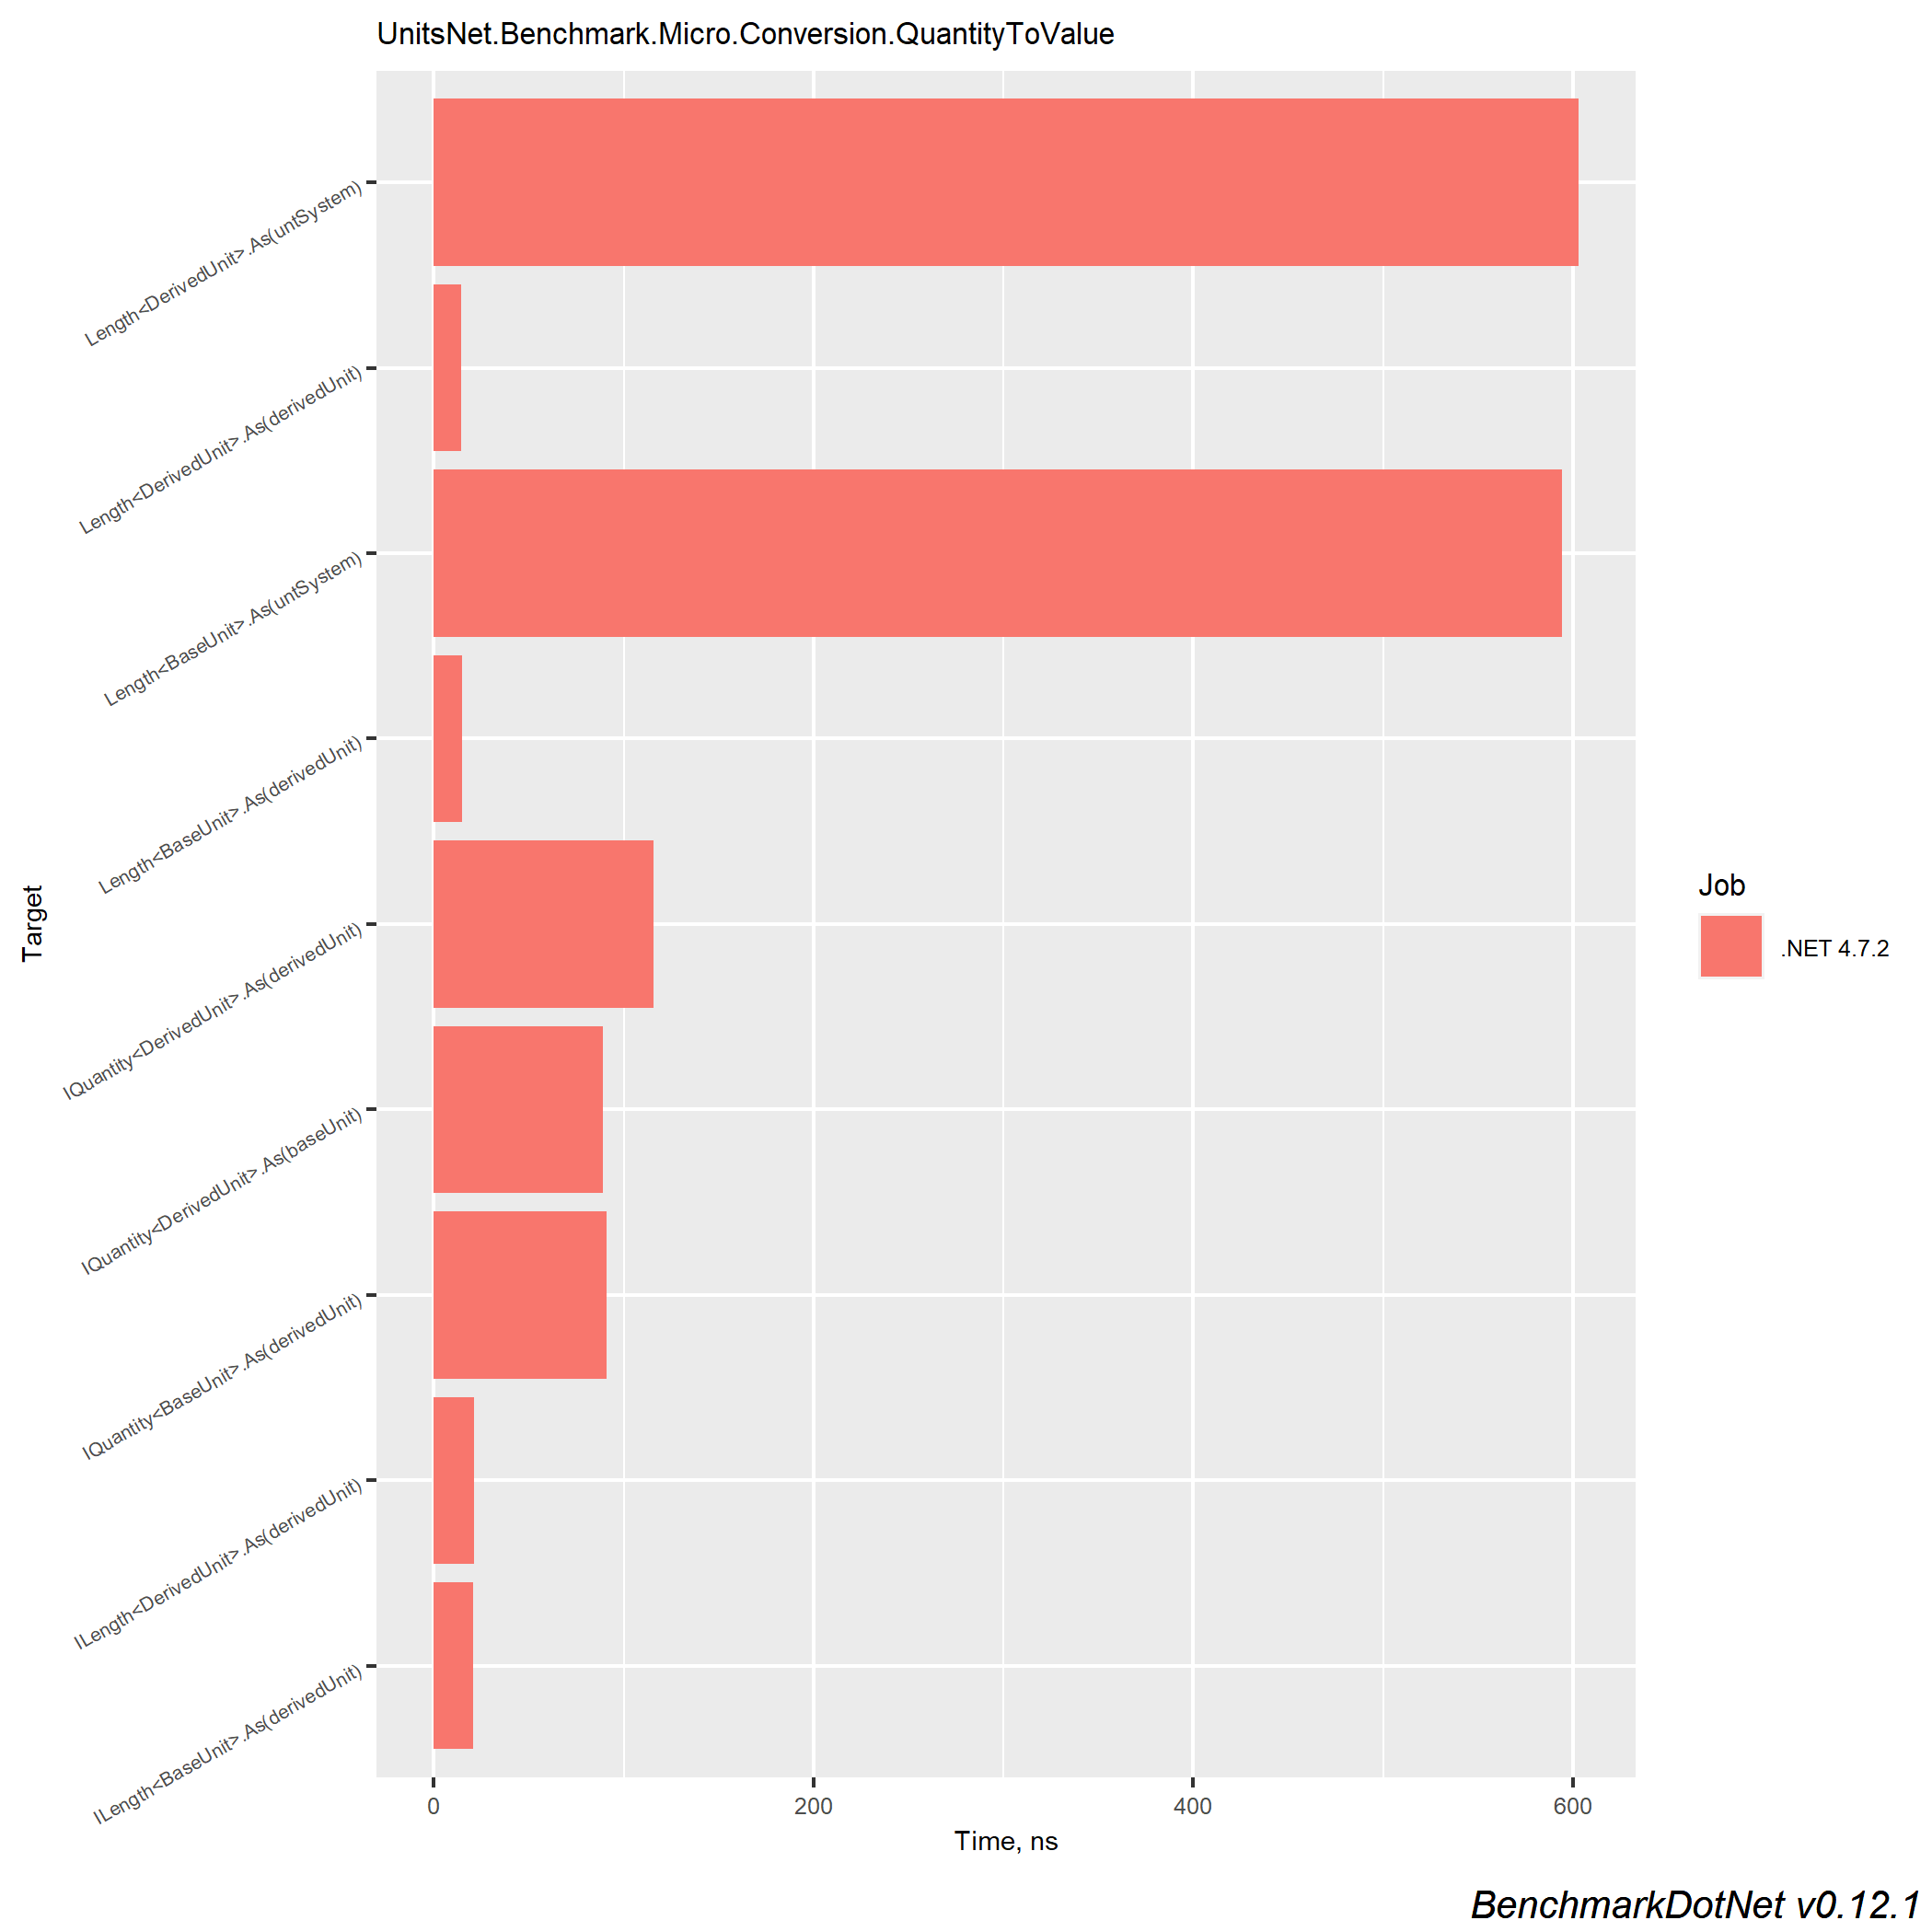 UnitsNet.Benchmark.Micro.Conversion.QuantityToValue
Length<DerivedUnit>.As(untSystem)
Length<DerivedUnit>.As(derivedUnit)
Length<BaseUnit>.As(untSystem)
Length<BaseUnit>.As(derivedUnit)
IQuantity<DerivedUnit>.As(derivedUnit)
IQuantity<DerivedUnit>.As(baseUnit)
IQuantity<BaseUnit>.As(derivedUnit)
ILength<DerivedUnit>.As(derivedUnit)
ILength<BaseUnit>.As(derivedUnit)
Target
0 200 400 600
Time, ns
Job
.NET 4.7.2
BenchmarkDotNet v0.12.1